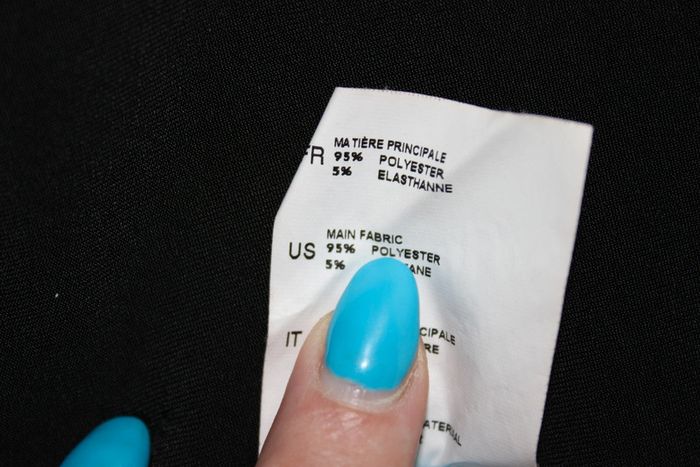 FR MATIÈRE PRINCIPALE
95% POLYESTER
5% ELASTHANNE
MAIN FABRIC
US 95% POLYESTER
5%
IT